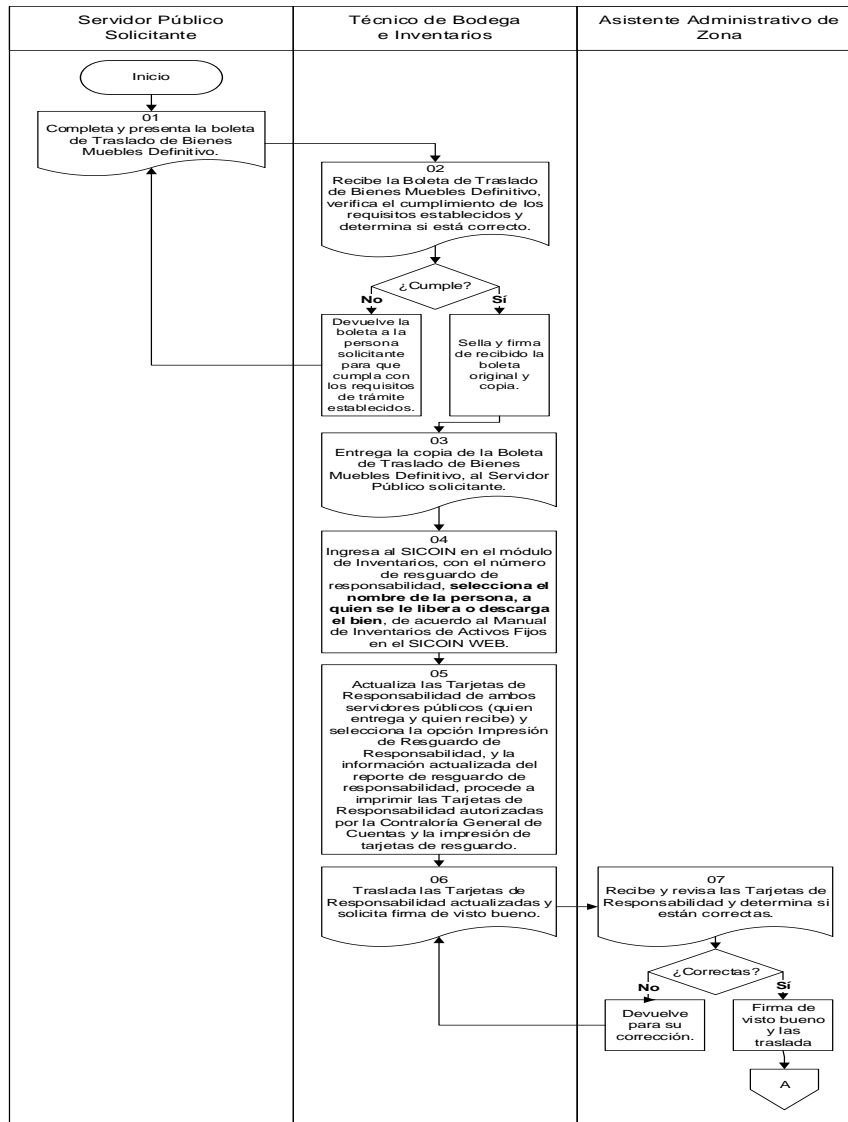 Servidor Público
Solicitante
Técnico de Bodega
e Inventarios
Asistente Administrativo de
Zona
Inicio
01
Completa y presenta la boleta
de Traslado de Bienes
Muebles Definitivo.
02
Recibe la Boleta de Traslado
de Bienes Muebles Definitivo,
verifica el cumplimiento de los
requisitos establecidos y
determina si está correcto.
¿Cumple?
No
Sí
Devuelve la
boleta a la
persona
solicitante
para que
cumpla con
los requisitos
de trámite
establecidos.
Sella y firma
de recibido la
boleta
original y
copia.
03
Entrega la copia de la Boleta
de Traslado de Bienes
Muebles Definitivo, al Servidor
Público solicitante.
04
Ingresa al SICOIN en el módulo
de Inventarios, con el número
de resguardo de
responsabilidad, selecciona el
nombre de la persona, a
quien se le libera o descarga
el bien, de acuerdo al Manual
de Inventarios de Activos Fijos
en el SICOIN WEB.
05
Actualiza las Tarjetas de
Responsabilidad de ambos
servidores públicos (quien
entrega y quien recibe) y
selecciona la opción Impresión
de Resguardo de
Responsabilidad, y la
información actualizada del
reporte de resguardo de
responsabilidad, procede a
imprimir las Tarjetas de
Responsabilidad autorizadas
por la Contraloría General de
Cuentas y la impresión de
tarjetas de resguardo.
06
Traslada las Tarjetas de
Responsabilidad actualizadas y
solicita firma de visto bueno.
07
Recibe y revisa las Tarjetas de
Responsabilidad y determina si
están correctas.
¿Correctas?
No
Sí
Devuelve
para su
corrección.
Firma de
visto bueno
y las
traslada
A